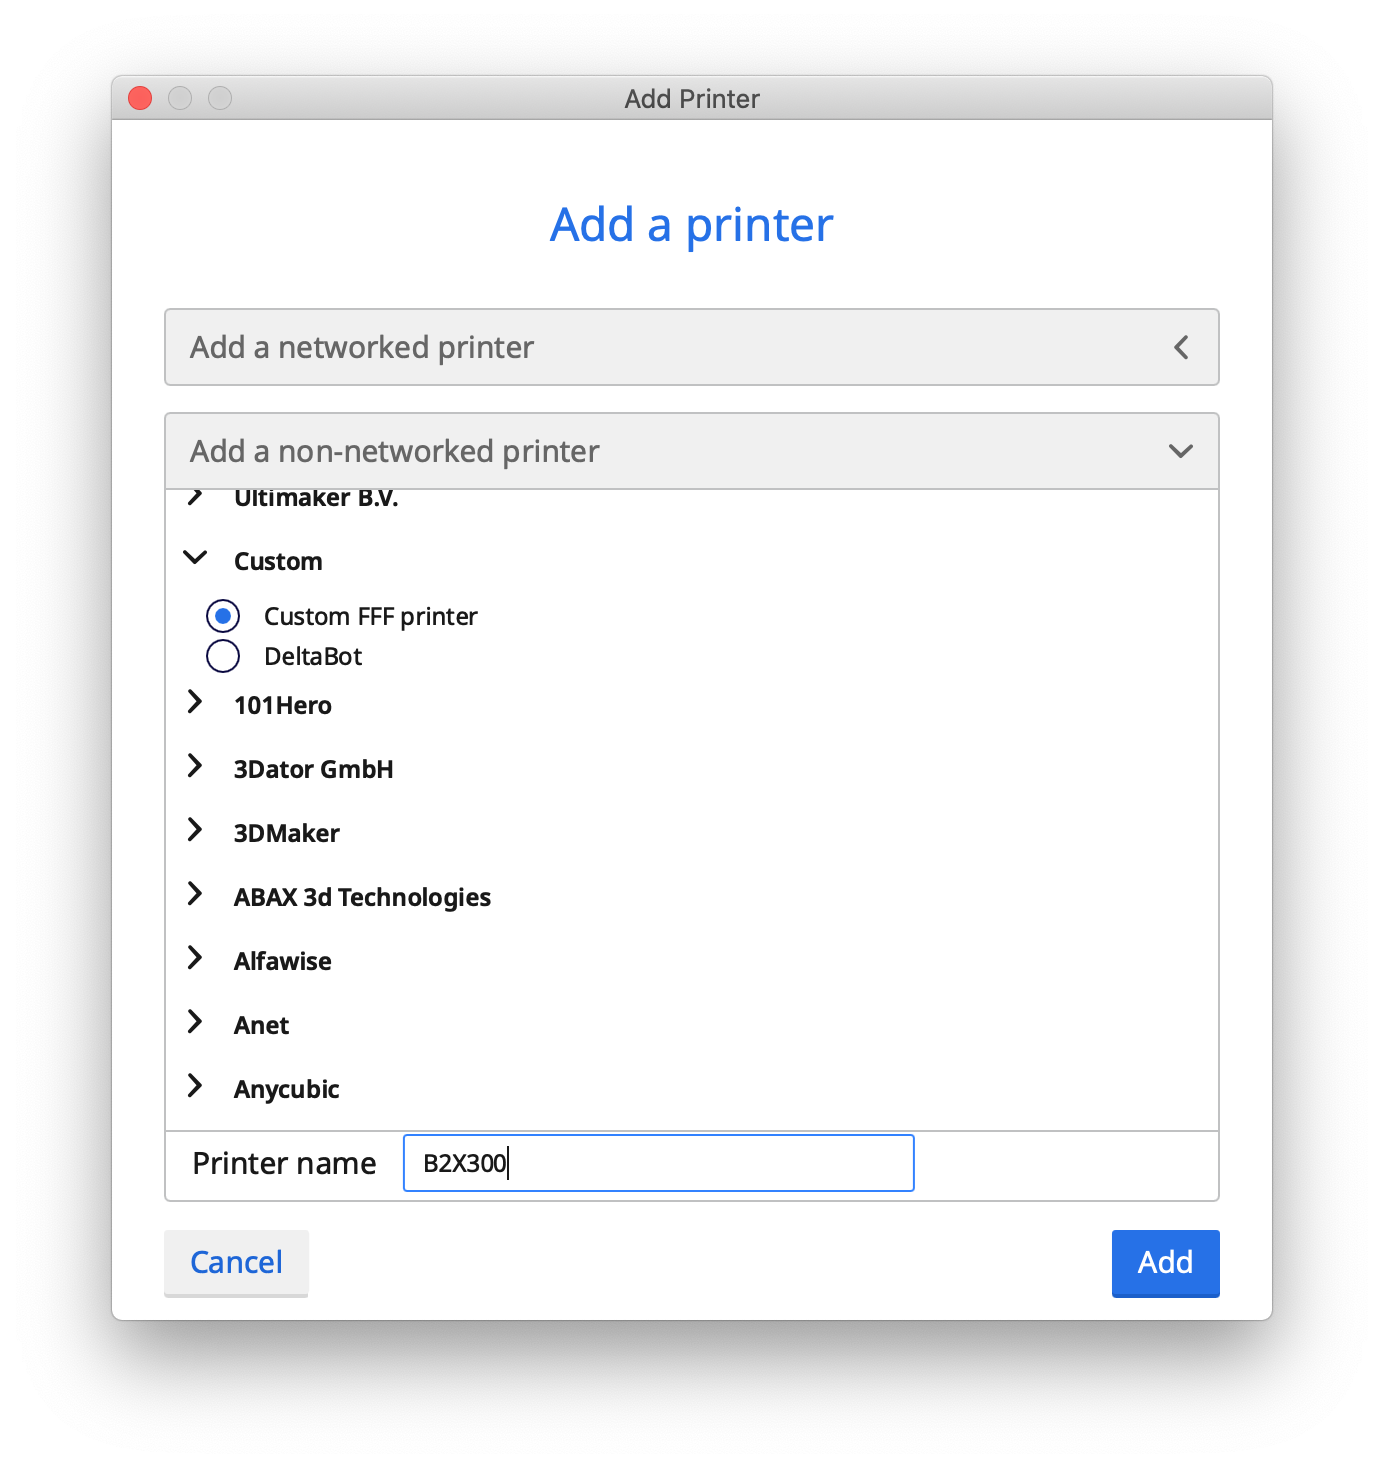 Add Printer
Add a printer
Add a networked printer
Add a non-networked printer
Ultimaker B.V.
Custom
Custom FFF printer
DeltaBot
101Hero
3Dator GmbH
3DMaker
ABAX 3d Technologies
Alfawise
Anet
Anycubic
Printer name B2X300
Cancel Add